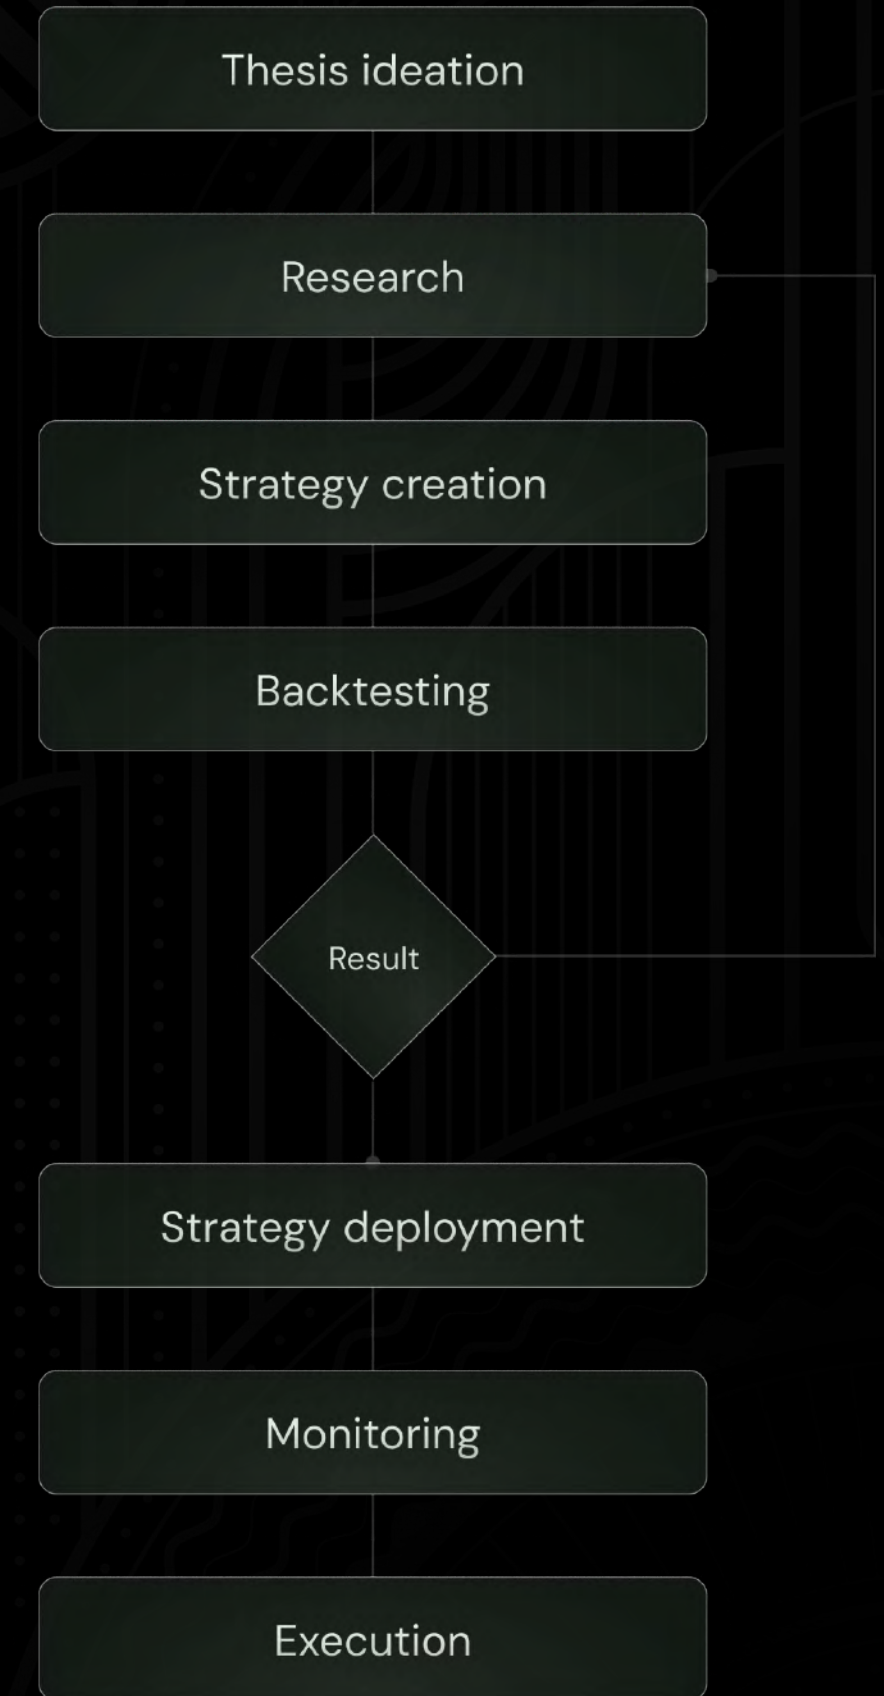 Thesis ideation
Research
Strategy creation
Backtesting
Result
Strategy deployment
Monitoring
Execution